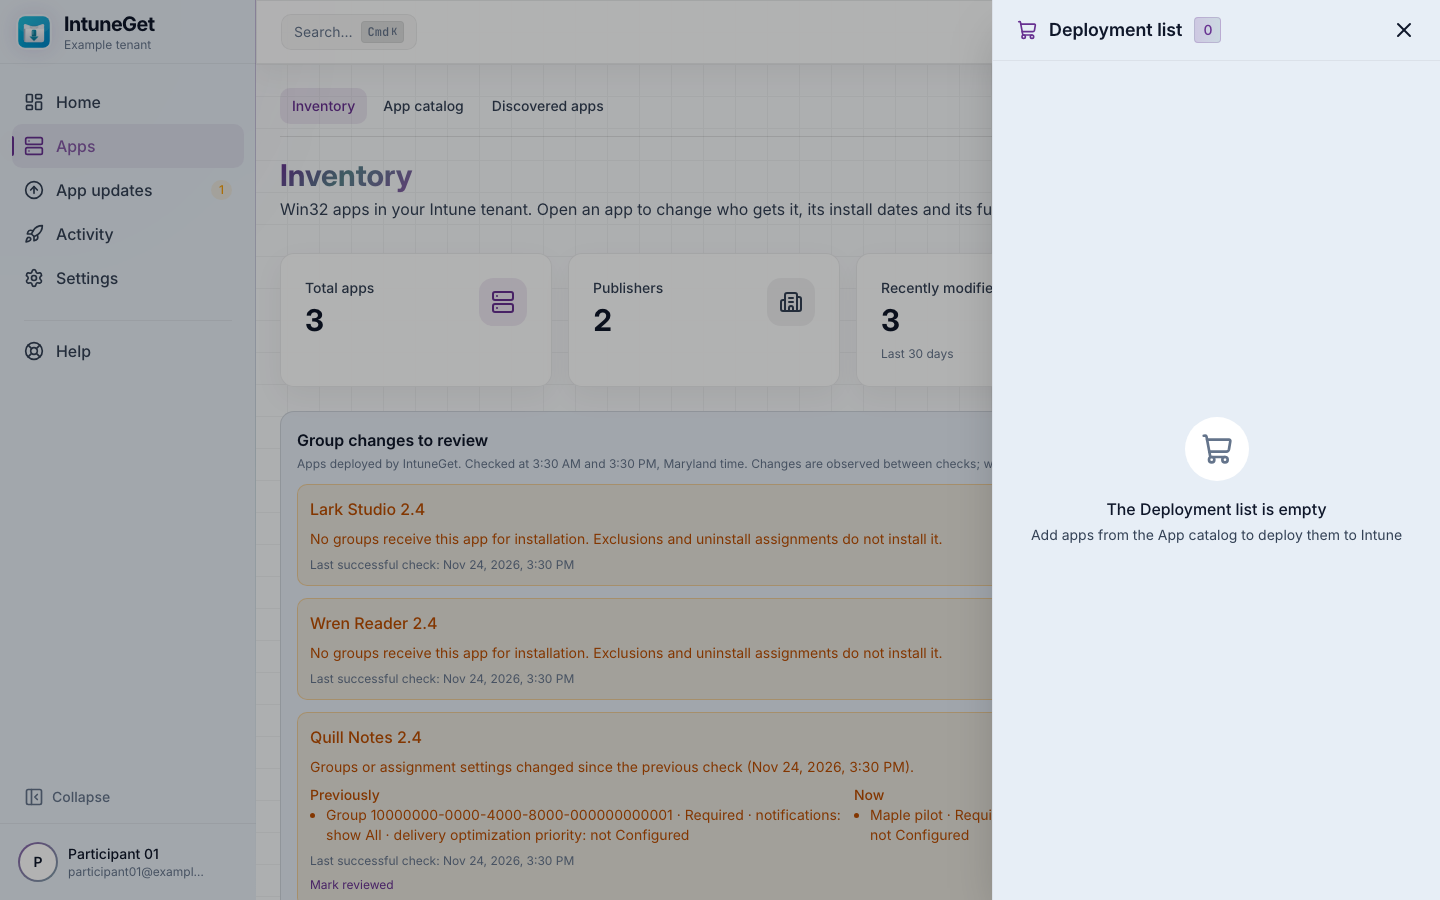 IntuneGet
Example tenant
Home
Apps
App updates
1
Activity
Settings
Help
Collapse
P
Participant 01
participant01@exampl...
Search...
Cmd K
Inventory
App catalog
Discovered apps
Inventory
Win32 apps in your Intune tenant. Open an app to change who gets it, its install dates and its fu
Total apps
3
Publishers
2
Recently modifie
3
Last 30 days
Group changes to review
Apps deployed by IntuneGet. Checked at 3:30 AM and 3:30 PM, Maryland time. Changes are observed between checks; w
Lark Studio 2.4
No groups receive this app for installation. Exclusions and uninstall assignments do not install it.
Last successful check: Nov 24, 2026, 3:30 PM
Wren Reader 2.4
No groups receive this app for installation. Exclusions and uninstall assignments do not install it.
Last successful check: Nov 24, 2026, 3:30 PM
Quill Notes 2.4
Groups or assignment settings changed since the previous check (Nov 24, 2026, 3:30 PM).
Previously
• Group 10000000-0000-4000-8000-000000000001 · Required · notifications:
show All · delivery optimization priority: not Configured
Now
• Maple pilot · Requi
not Configured
Last successful check: Nov 24, 2026, 3:30 PM
Mark reviewed
Deployment list
0
The Deployment list is empty
Add apps from the App catalog to deploy them to Intune